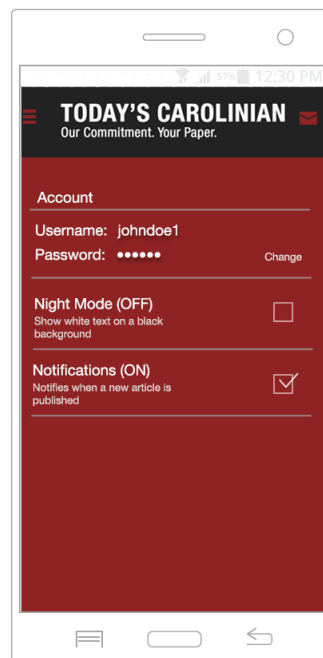 57% 12:30 PM
TODAY'S CAROLINIAN
Our Commitment. Your Paper.
Account
Username: johndoe1
Password: ••••••
Change
Night Mode (OFF)
Show white text on a black
background
Notifications (ON)
Notifies when a new article is
published